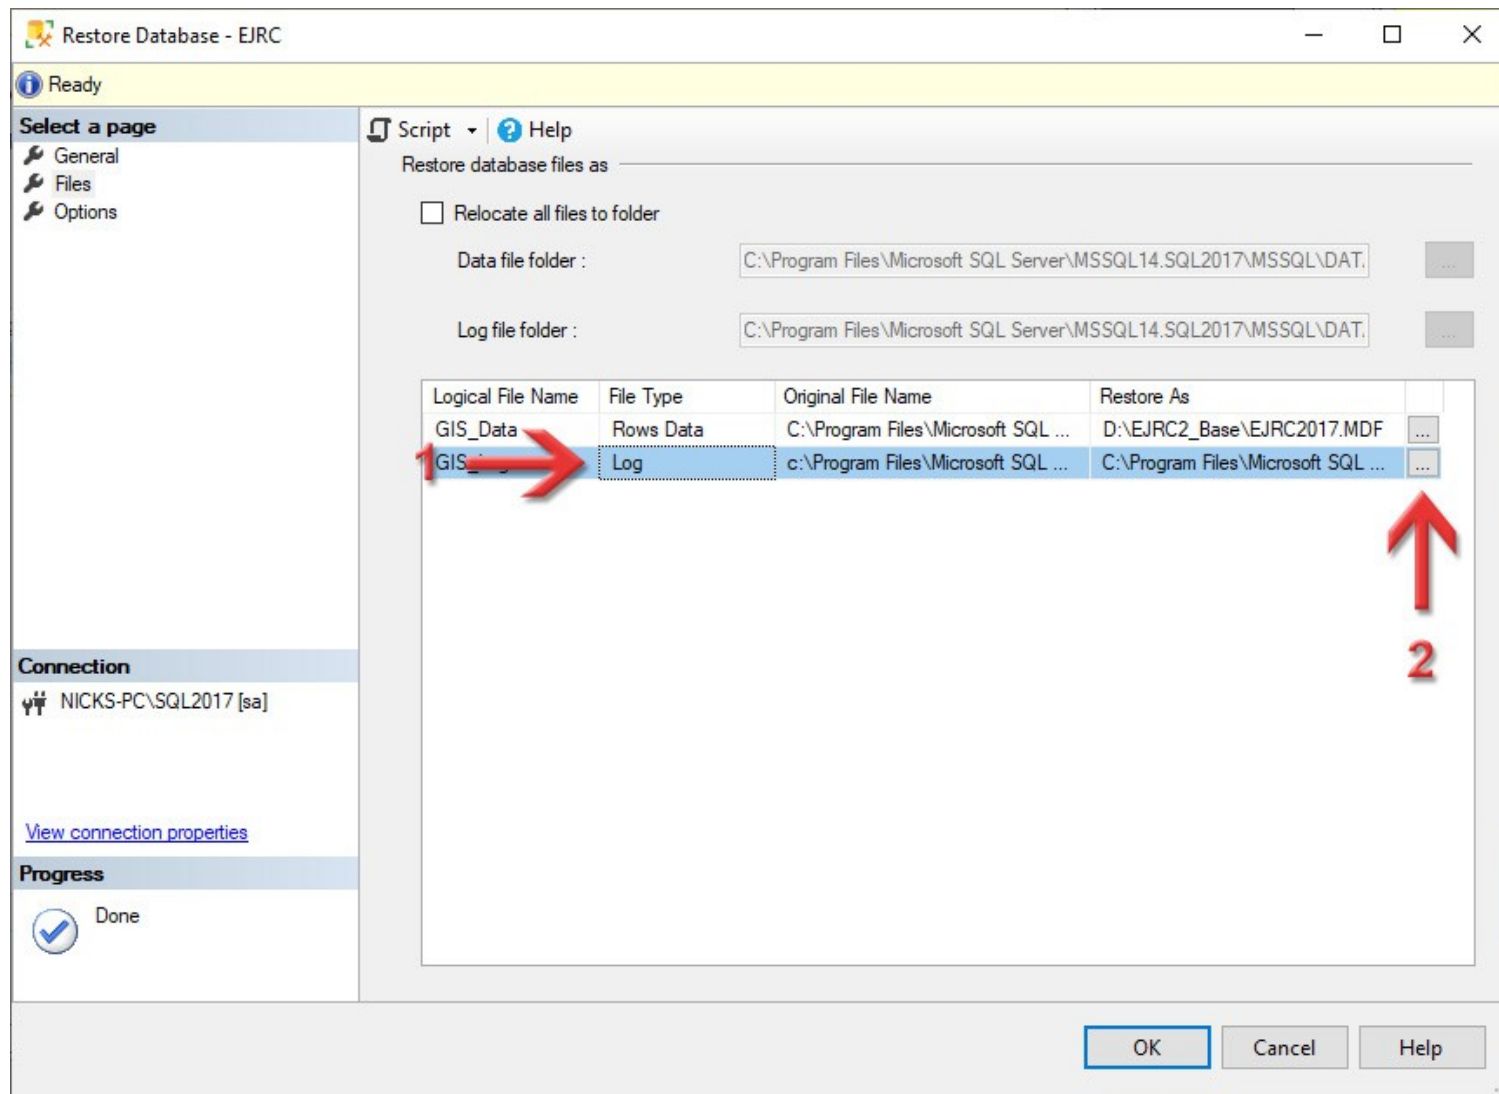 Restore Database - EJRC
Ready
Select a page
General
Files
Options
Script
Help
Restore database files as
Relocate all files to folder
Data file folder :
C:\Program Files\Microsoft SQL Server\MSSQL14.SQL2017\MSSQL\DAT.
...
Log file folder :
C:\Program Files\Microsoft SQL Server\MSSQL14.SQL2017\MSSQL\DAT.
...
Logical File Name File Type Original File Name Restore As
GIS_Data Rows Data C:\Program Files\Microsoft SQL ... D:\EJRC2_Base\EJRC2017.MDF ...
1 Log c:\Program Files\Microsoft SQL ... C:\Program Files\Microsoft SQL ... ...
2
Connection
NICKS-PC\SQL2017 [sa]
View connection properties
Progress
Done
OK Cancel Help